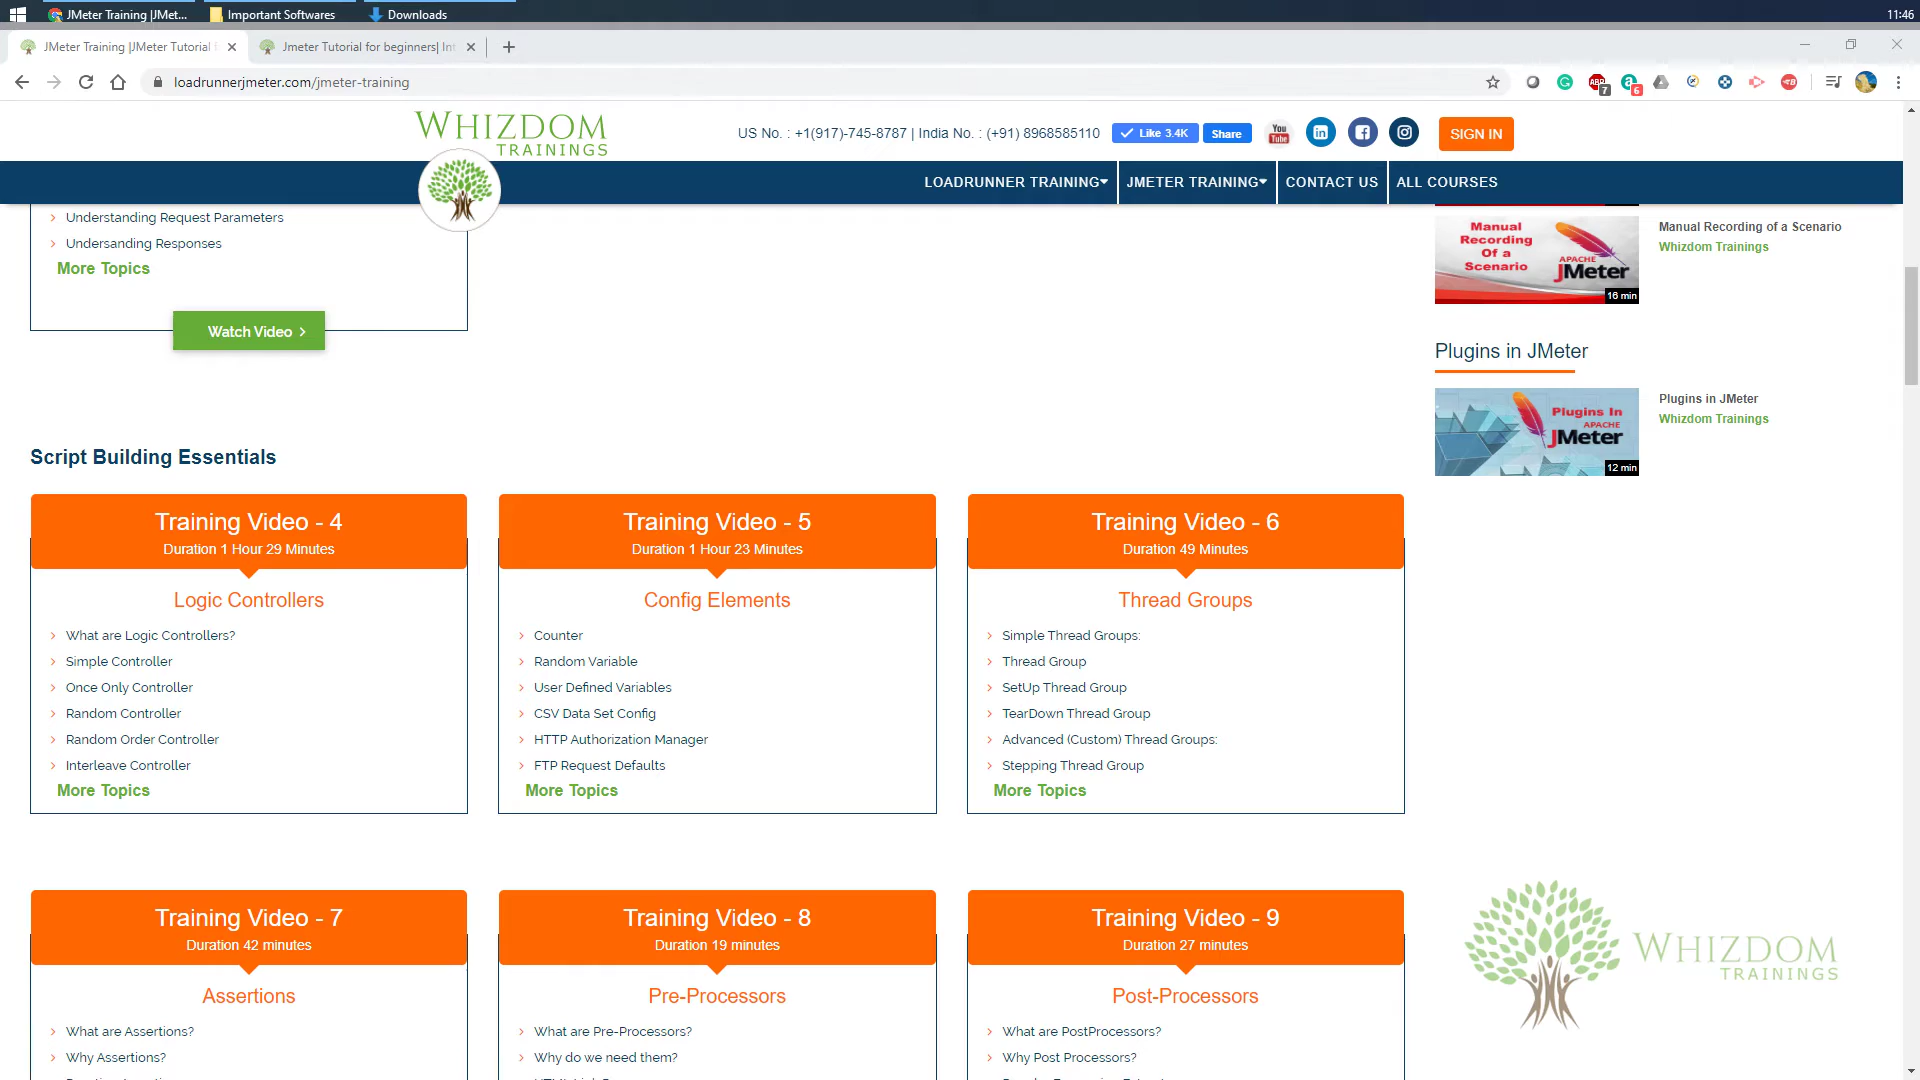 JMeter Training |JMet...
Important Softwares
Downloads
11:46
JMeter Training |JMeter Tutorial
Jmeter Tutorial for beginners| Int
loadrunnerjmeter.com/jmeter-training
ABP
7
6
WHIZDOM
TRAININGS
US No. : +1(917)-745-8787 | India No. : (+91) 8968585110
Like 3.4K
Share
You
Tube
SIGN IN
LOADRUNNER TRAINING
JMETER TRAINING
CONTACT US
ALL COURSES
Understanding Request Parameters
Undersanding Responses
More Topics
Watch Video
Manual
Recording
Of a
Scenario
APACHE
JMeter
16 min
Manual Recording of a Scenario
Whizdom Trainings
Plugins in JMeter
Plugins In
APACHE
JMeter
12 min
Plugins in JMeter
Whizdom Trainings
Script Building Essentials
Training Video - 4
Duration 1 Hour 29 Minutes
Logic Controllers
What are Logic Controllers?
Simple Controller
Once Only Controller
Random Controller
Random Order Controller
Interleave Controller
More Topics
Training Video - 5
Duration 1 Hour 23 Minutes
Config Elements
Counter
Random Variable
User Defined Variables
CSV Data Set Config
HTTP Authorization Manager
FTP Request Defaults
More Topics
Training Video - 6
Duration 49 Minutes
Thread Groups
Simple Thread Groups:
Thread Group
SetUp Thread Group
TearDown Thread Group
Advanced (Custom) Thread Groups:
Stepping Thread Group
More Topics
Training Video - 7
Duration 42 minutes
Assertions
What are Assertions?
Why Assertions?
Training Video - 8
Duration 19 minutes
Pre-Processors
What are Pre-Processors?
Why do we need them?
Training Video - 9
Duration 27 minutes
Post-Processors
What are PostProcessors?
Why Post Processors?
WHIZDOM
TRAININGS